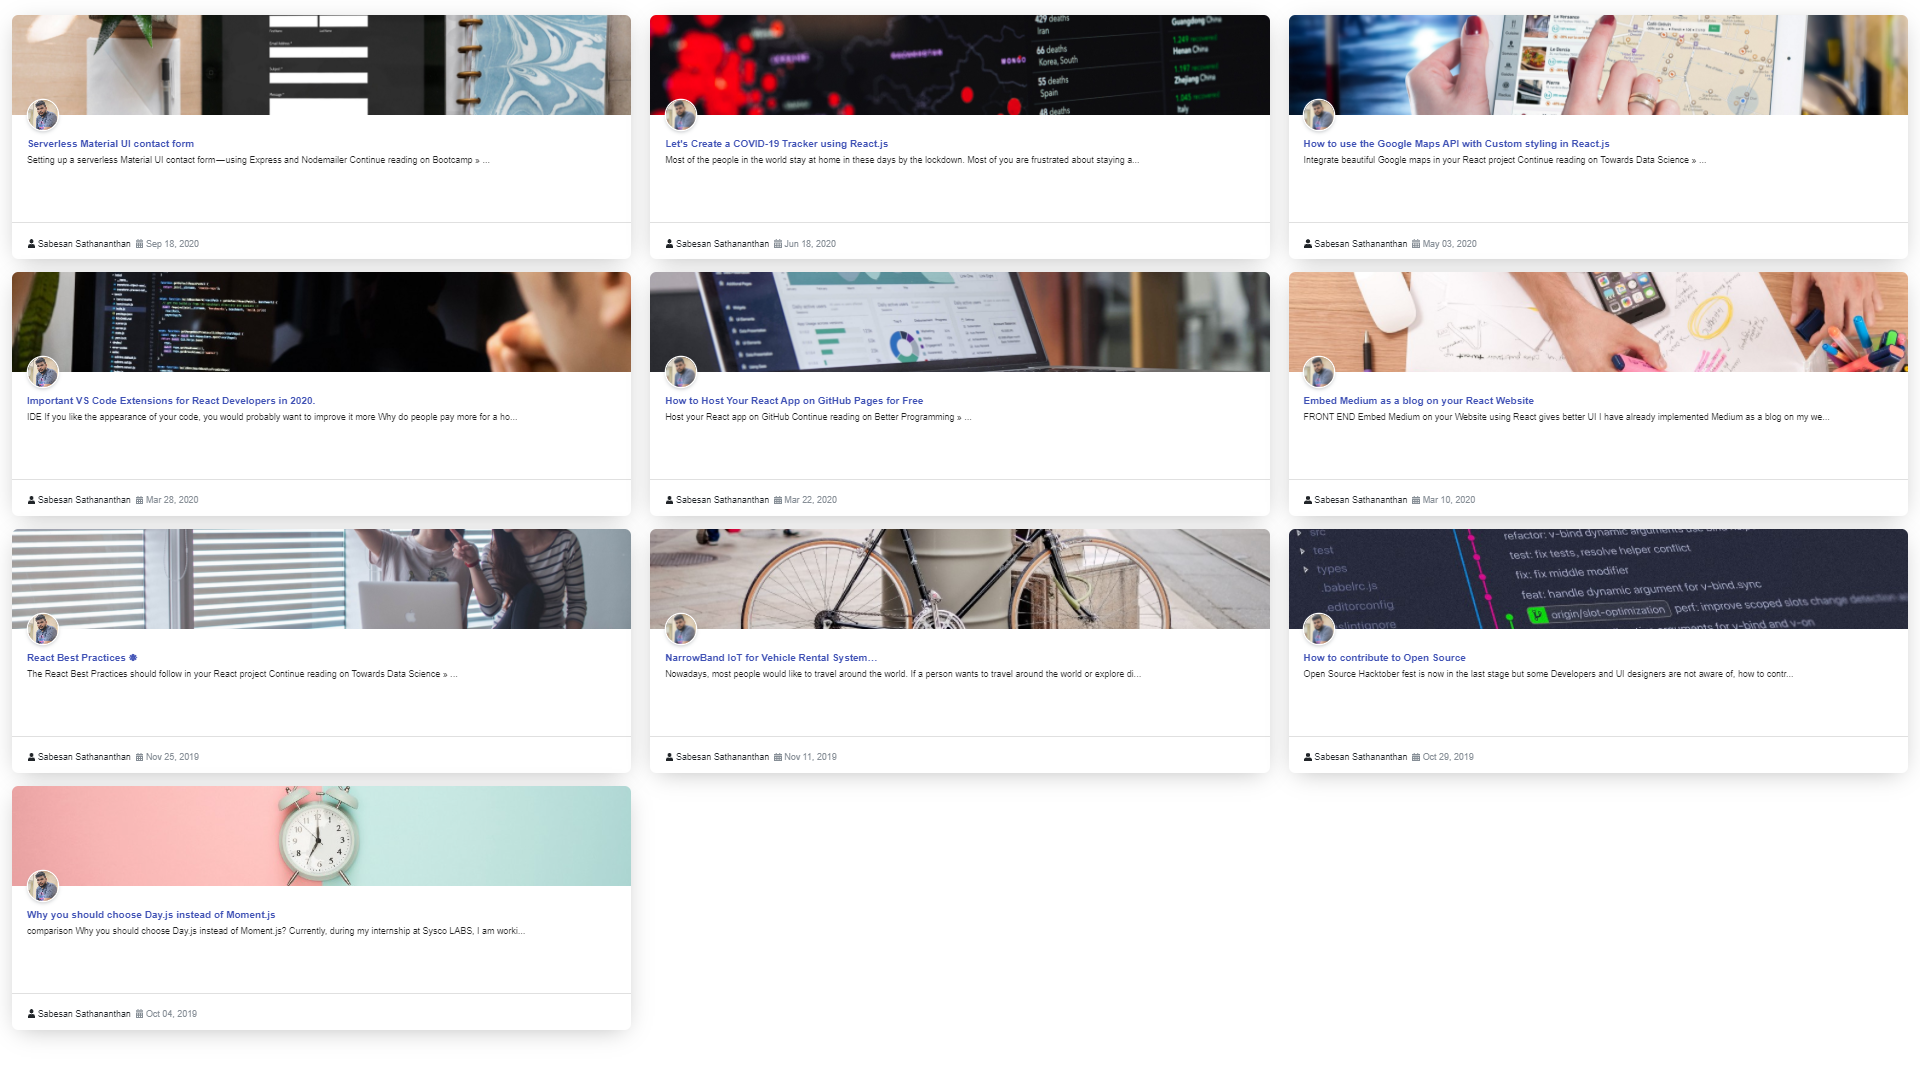 429 deaths
Iran
66 deaths
Korea, South
55 deaths
Spain
48 deaths
Guangdong China
1,249 recovered
Henan China
1,197 recovered
Zhejiang China
1,045 recovered
Italy
Serverless Material UI contact form
Setting up a serverless Material UI contact form — using Express and Nodemailer Continue reading on Bootcamp » ...
Sabesan Sathananthan Sep 18, 2020
Let's Create a COVID-19 Tracker using React.js
Most of the people in the world stay at home in these days by the lockdown. Most of you are frustrated about staying a...
Sabesan Sathananthan Jun 18, 2020
How to use the Google Maps API with Custom styling in React.js
Integrate beautiful Google maps in your React project Continue reading on Towards Data Science » ...
Sabesan Sathananthan May 03, 2020
Important VS Code Extensions for React Developers in 2020.
IDE If you like the appearance of your code, you would probably want to improve it more Why do people pay more for a ho...
Sabesan Sathananthan Mar 28, 2020
How to Host Your React App on GitHub Pages for Free
Host your React app on GitHub Continue reading on Better Programming » ...
Sabesan Sathananthan Mar 22, 2020
Embed Medium as a blog on your React Website
FRONT END Embed Medium on your Website using React gives better UI I have already implemented Medium as a blog on my we...
Sabesan Sathananthan Mar 10, 2020
React Best Practices
The React Best Practices should follow in your React project Continue reading on Towards Data Science » ...
Sabesan Sathananthan Nov 25, 2019
NarrowBand IoT for Vehicle Rental System...
Nowadays, most people would like to travel around the world. If a person wants to travel around the world or explore di...
Sabesan Sathananthan Nov 11, 2019
src
test
types
.babelrc.js
.editorconfig
.eslintignore
refactor: v-bind dynamic arguments use bind
test: fix tests, resolve helper conflict
fix: fix middle modifier
feat: handle dynamic argument for v-bind.sync
origin/slot-optimization perf: improve scoped slots change detection
arguments for v-bind and v-on
How to contribute to Open Source
Open Source Hacktober fest is now in the last stage but some Developers and UI designers are not aware of, how to contr...
Sabesan Sathananthan Oct 29, 2019
Why you should choose Day.js instead of Moment.js
comparison Why you should choose Day.js instead of Moment.js? Currently, during my internship at Sysco LABS, I am worki...
Sabesan Sathananthan Oct 04, 2019